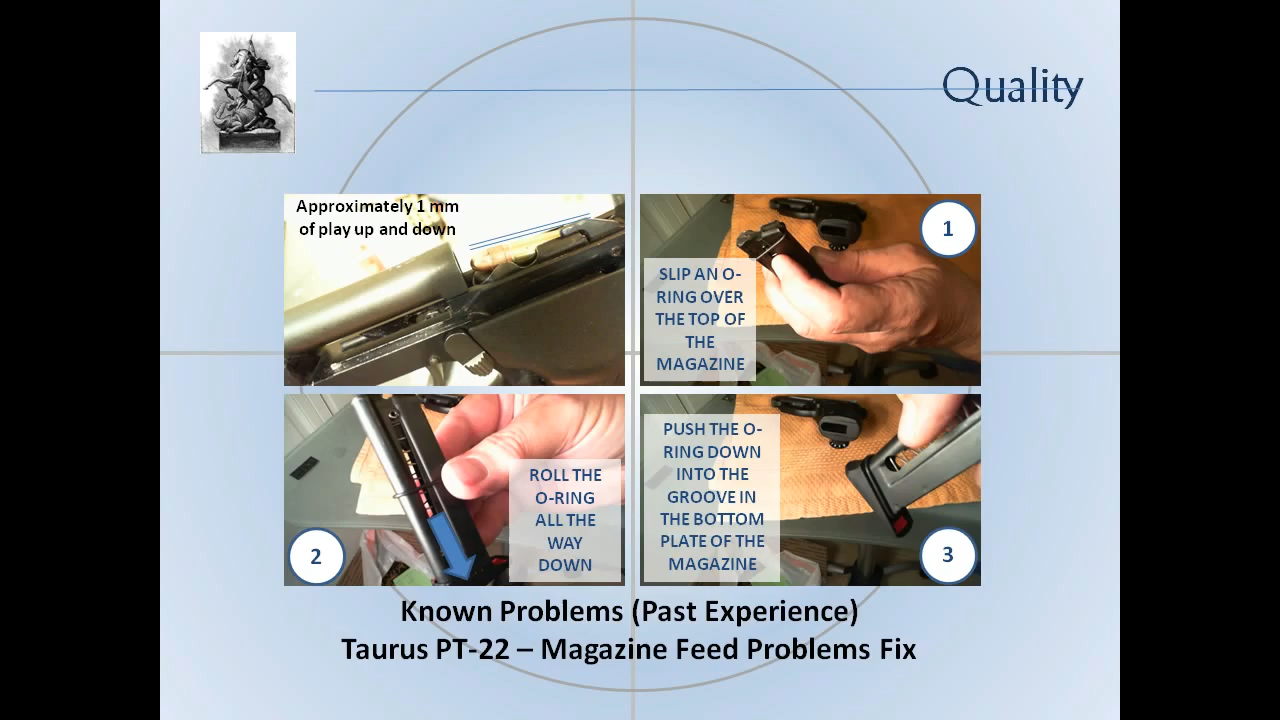 Quality
Approximately 1 mm
of play up and down
1
SLIP AN O-
RING OVER
THE TOP OF
THE
MAGAZINE
2
ROLL THE
O-RING
ALL THE
WAY
DOWN
PUSH THE O-
RING DOWN
INTO THE
GROOVE IN
THE BOTTOM
PLATE OF THE
MAGAZINE
3
Known Problems (Past Experience)
Taurus PT-22 – Magazine Feed Problems Fix